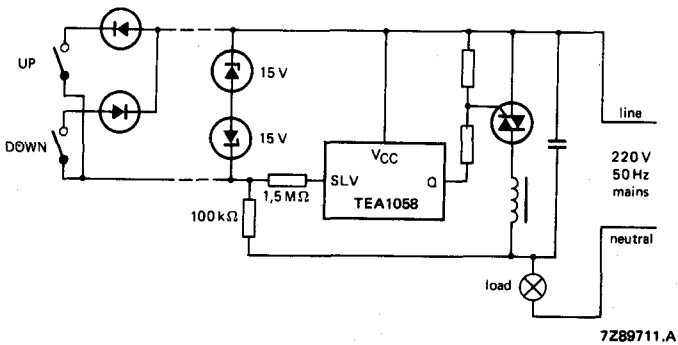 UP
DOWN
15 V
15 V
VCC
SLV
Q
TEA1058
1,5 MΩ
100 kΩ
load
line
220 V
50 Hz
mains
neutral
7Z89711.A